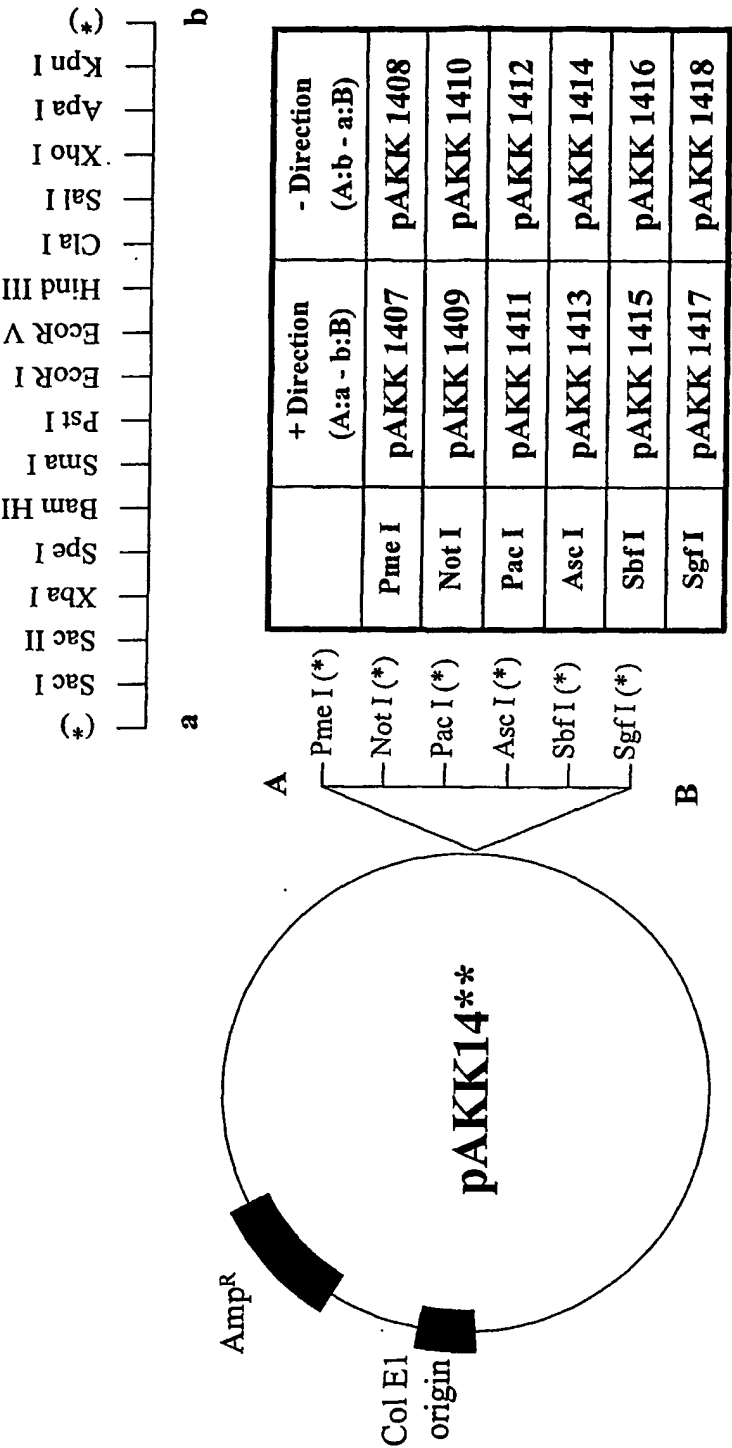 (*)
Sac I
Sac II
Xba I
Spe I
Bam HI
Sma I
Pst I
EcoR I
EcoR V
Hind III
Cla I
Sal I
Xho I
Apa I
Kpn I
(*)
a
b
A
Pme I (*)
Not I (*)
Pac I (*)
Asc I (*)
Sbf I (*)
Sgf I (*)
B
+ Direction
(A:a - b:B)
- Direction
(A:b - a:B)
Pme I pAKK 1407 pAKK 1408
Not I pAKK 1409 pAKK 1410
Pac I pAKK 1411 pAKK 1412
Asc I pAKK 1413 pAKK 1414
Sbf I pAKK 1415 pAKK 1416
Sgf I pAKK 1417 pAKK 1418
Amp^R
Col E1
origin
pAKK14**